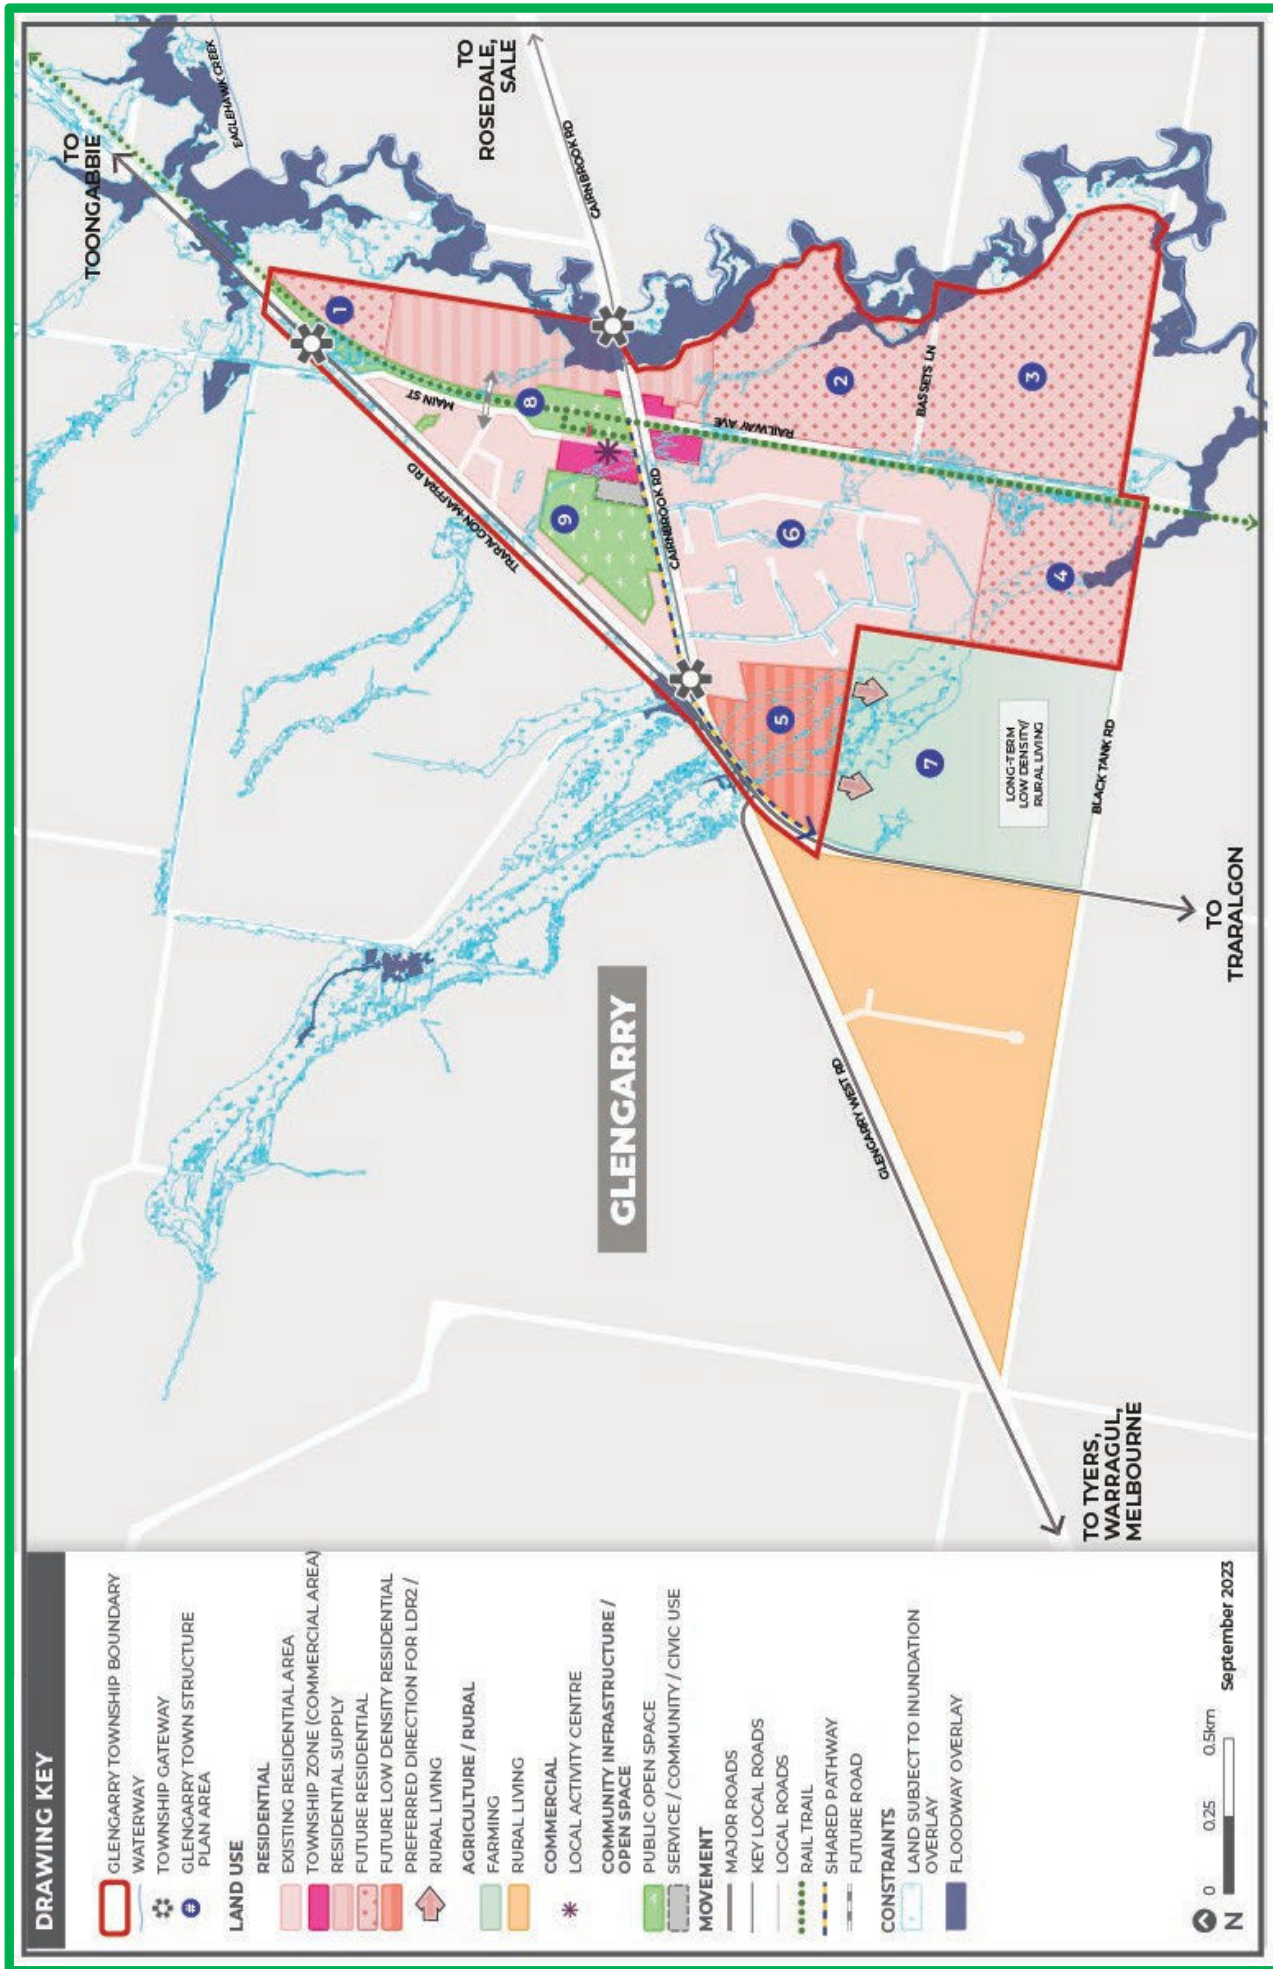 DRAWING KEY
GLENGARRY TOWNSHIP BOUNDARY
WATERWAY
TOWNSHIP GATEWAY
#
GLENGARRY TOWN STRUCTURE
PLAN AREA
LAND USE
RESIDENTIAL
EXISTING RESIDENTIAL AREA
TOWNSHIP ZONE (COMMERCIAL AREA)
RESIDENTIAL SUPPLY
FUTURE RESIDENTIAL
FUTURE LOW DENSITY RESIDENTIAL
PREFERRED DIRECTION FOR LDR2 /
RURAL LIVING
AGRICULTURE / RURAL
FARMING
RURAL LIVING
COMMERCIAL
LOCAL ACTIVITY CENTRE
COMMUNITY INFRASTRUCTURE /
OPEN SPACE
PUBLIC OPEN SPACE
SERVICE / COMMUNITY / CIVIC USE
MOVEMENT
MAJOR ROADS
KEY LOCAL ROADS
LOCAL ROADS
RAIL TRAIL
SHARED PATHWAY
FUTURE ROAD
CONSTRAINTS
LAND SUBJECT TO INUNDATION
OVERLAY
FLOODWAY OVERLAY
N
0
0.25
0.5km
September 2023
TO
TOONGABBIE
EAGLEHAWK CREEK
TO
ROSEDALE,
SALE
CAIRNBROOK RD
1
MAIN ST
8
TRARALGON-MAFFRA RD
9
CAIRNBROOK RD
RAILWAY AVE
2
BASSETS LN
3
6
4
5
7
LONG-TERM
LOW DENSITY/
RURAL LIVING
BLACK TANK RD
GLENGARRY
GLENGARRY WEST RD
TO
TRARALGON
TO TYERS,
WARRAGUL,
MELBOURNE